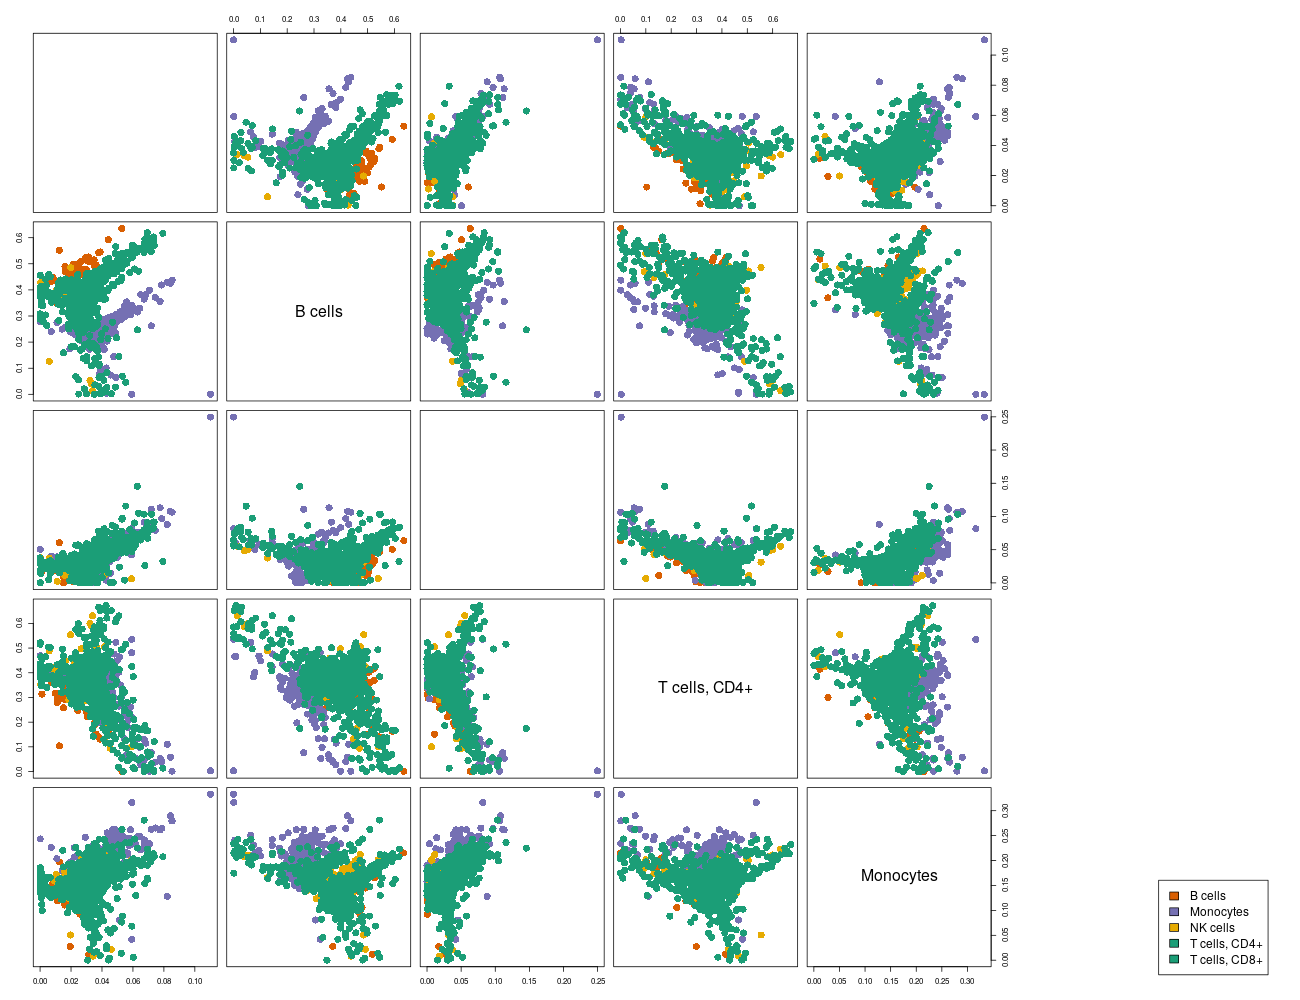 0.0 0.1 0.2 0.3 0.4 0.5 0.6 0.0 0.1 0.2 0.3 0.4 0.5 0.6
0.00 0.02 0.04 0.06 0.08 0.10
0.0 0.1 0.2 0.3 0.4 0.5 0.6
B cells
0.00 0.05 0.10 0.15 0.20 0.25
0.0 0.1 0.2 0.3 0.4 0.5 0.6
T cells, CD4+
Monocytes
0.00 0.05 0.10 0.15 0.20 0.25 0.30
0.00 0.02 0.04 0.06 0.08 0.10 0.00 0.05 0.10 0.15 0.20 0.25 0.00 0.05 0.10 0.15 0.20 0.25 0.30
B cells
Monocytes
NK cells
T cells, CD4+
T cells, CD8+